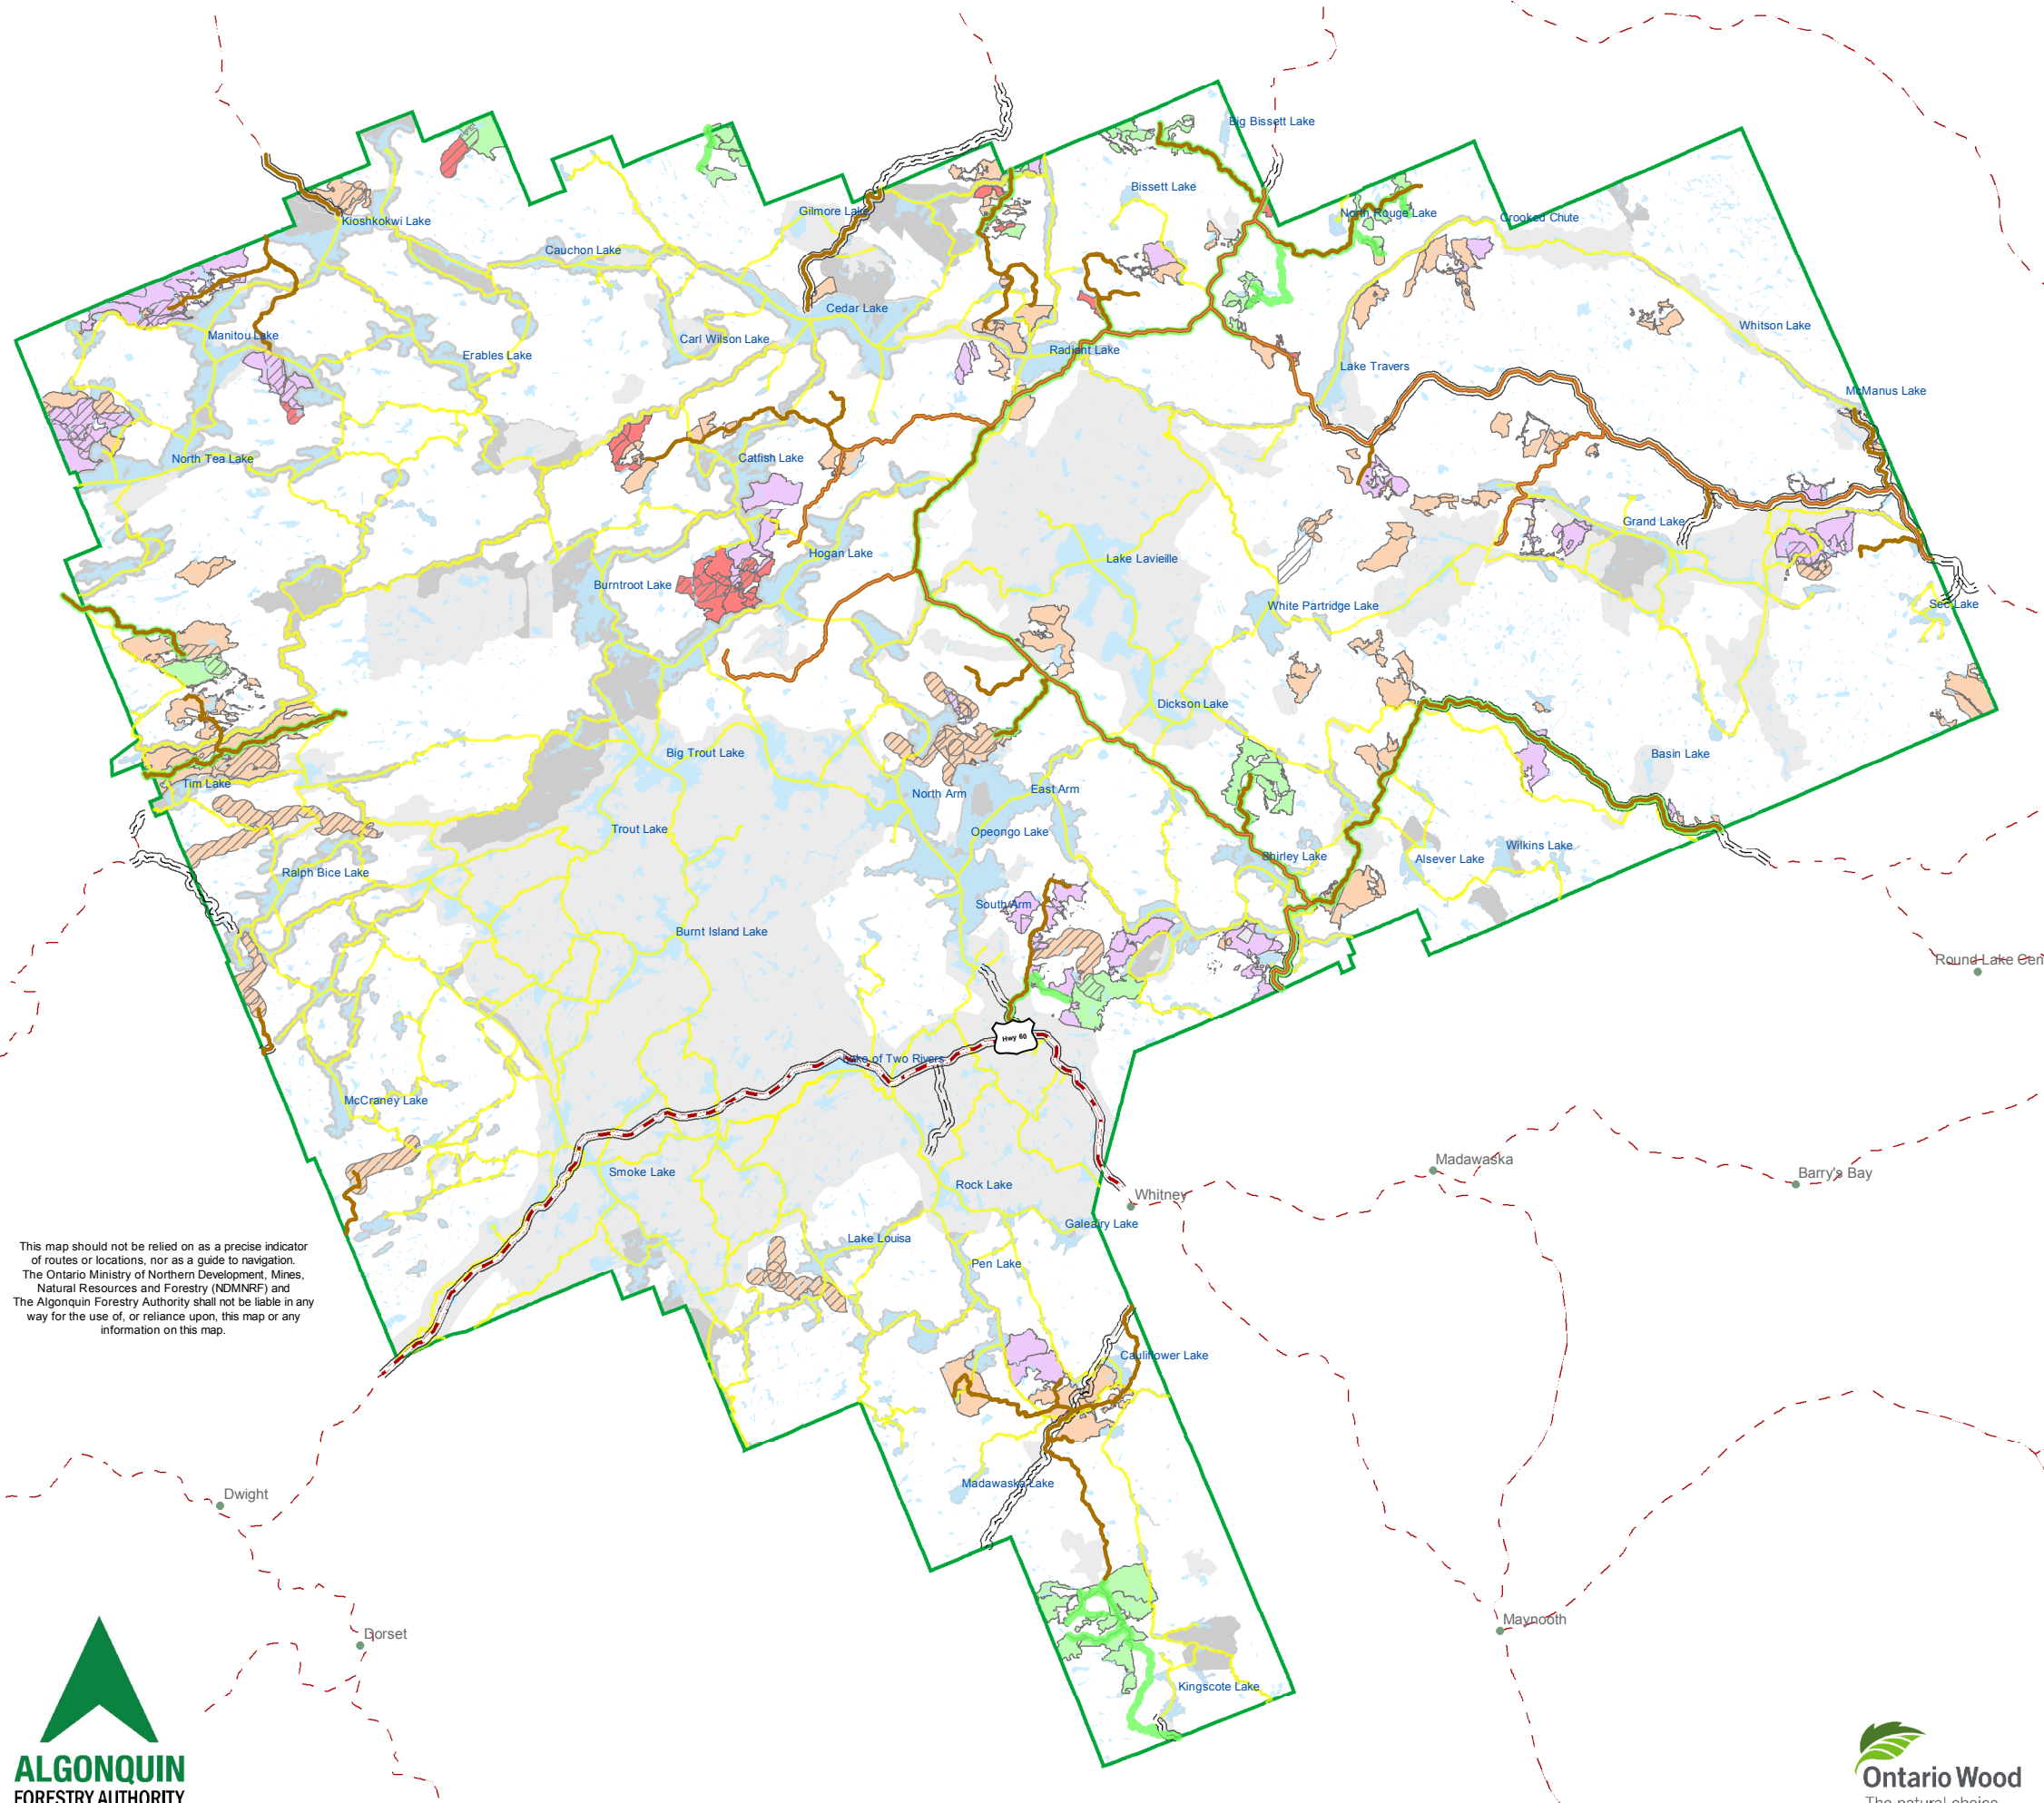 Big Bissett Lake
Bissett Lake
Gilmore Lake
North Rouge Lake
Crooked Chute
Kioshkokwi Lake
Cauchon Lake
Cedar Lake
Whitson Lake
Manitou Lake
Carl Wilson Lake
Erables Lake
Radiant Lake
Lake Travers
McManus Lake
North Tea Lake
Catfish Lake
Grand Lake
Hogan Lake
Lake Lavieille
Burntroot Lake
White Partridge Lake
Sec Lake
Dickson Lake
Big Trout Lake
Basin Lake
Tim Lake
North Arm
East Arm
Trout Lake
Opeongo Lake
Shirley Lake
Alsever Lake
Wilkins Lake
Ralph Bice Lake
South Arm
Burnt Island Lake
Round Lake Cen
Hwy 60
Lake of Two Rivers
McCraney Lake
Smoke Lake
Rock Lake
Madawaska
Barry's Bay
Whitney
Galeairy Lake
Lake Louisa
Pen Lake
This map should not be relied on as a precise indicator
of routes or locations, nor as a guide to navigation.
The Ontario Ministry of Northern Development, Mines,
Natural Resources and Forestry (NDMNRF) and
The Algonquin Forestry Authority shall not be liable in any
way for the use of, or reliance upon, this map or any
information on this map.
Cauliflower Lake
Madawaska Lake
Dwight
Dorset
Maynooth
Kingscote Lake
ALGONQUIN
FORESTRY AUTHORITY
Ontario Wood
The natural choice